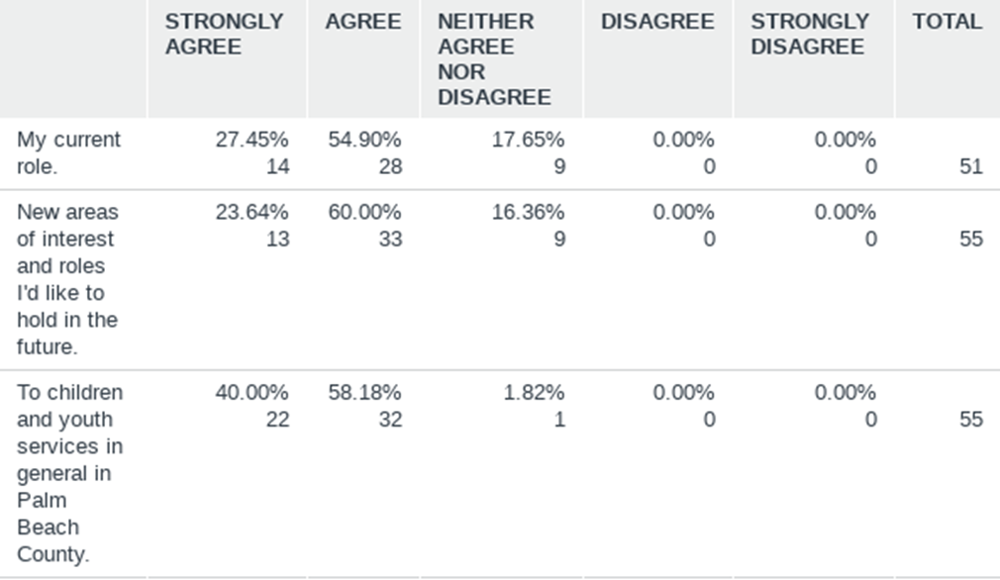 STRONGLY AGREE NEITHER DISAGREE STRONGLY TOTAL
AGREE AGREE DISAGREE
NOR
DISAGREE
My current 27.45% 54.90% 17.65% 0.00% 0.00%
role. 14 28 9 0 0 51
New areas 23.64% 60.00% 16.36% 0.00% 0.00%
of interest 13 33 9 0 0 55
and roles
I'd like to
hold in the
future.
To children 40.00% 58.18% 1.82% 0.00% 0.00%
and youth 22 32 1 0 0 55
services in
general in
Palm
Beach
County.